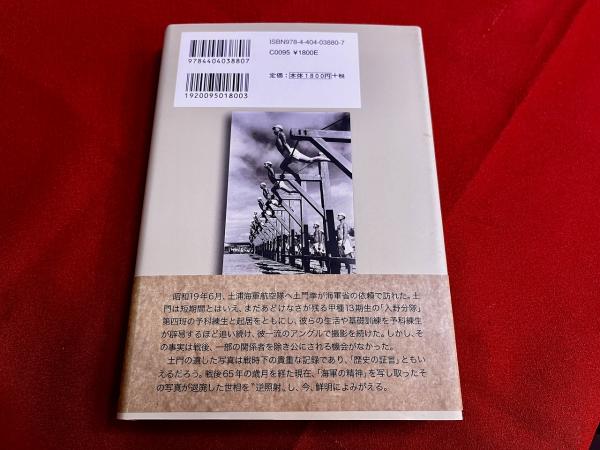 ISBN978-4-404-03880-7
C0095 ¥1800E
9784404038807
定価:本体1800円+税
1920095018003
昭和19年6月、土浦海軍航空隊へ土門拳が海軍省の依頼で訪れた。土
門は短期間とはいえ、まだあどけなさが残る甲種13期生の「入野分隊」
第四班の予科練生と起居をともにし、彼らの生活や基礎訓練を予科練生
が辟易するほど追い続け、彼一流のアングルで撮影を続けた。しかし、そ
の事実は戦後、一部の関係者を除き公にされる機会がなかった。
土門の遺した写真は戦時下の貴重な記録であり、「歴史の証言」ともい
えるだろう。戦後65年の歳月を経た現在、「海軍の精神」を写し取ったそ
の写真が退廃した世相を〝逆照射〟し、今、鮮明によみがえる。